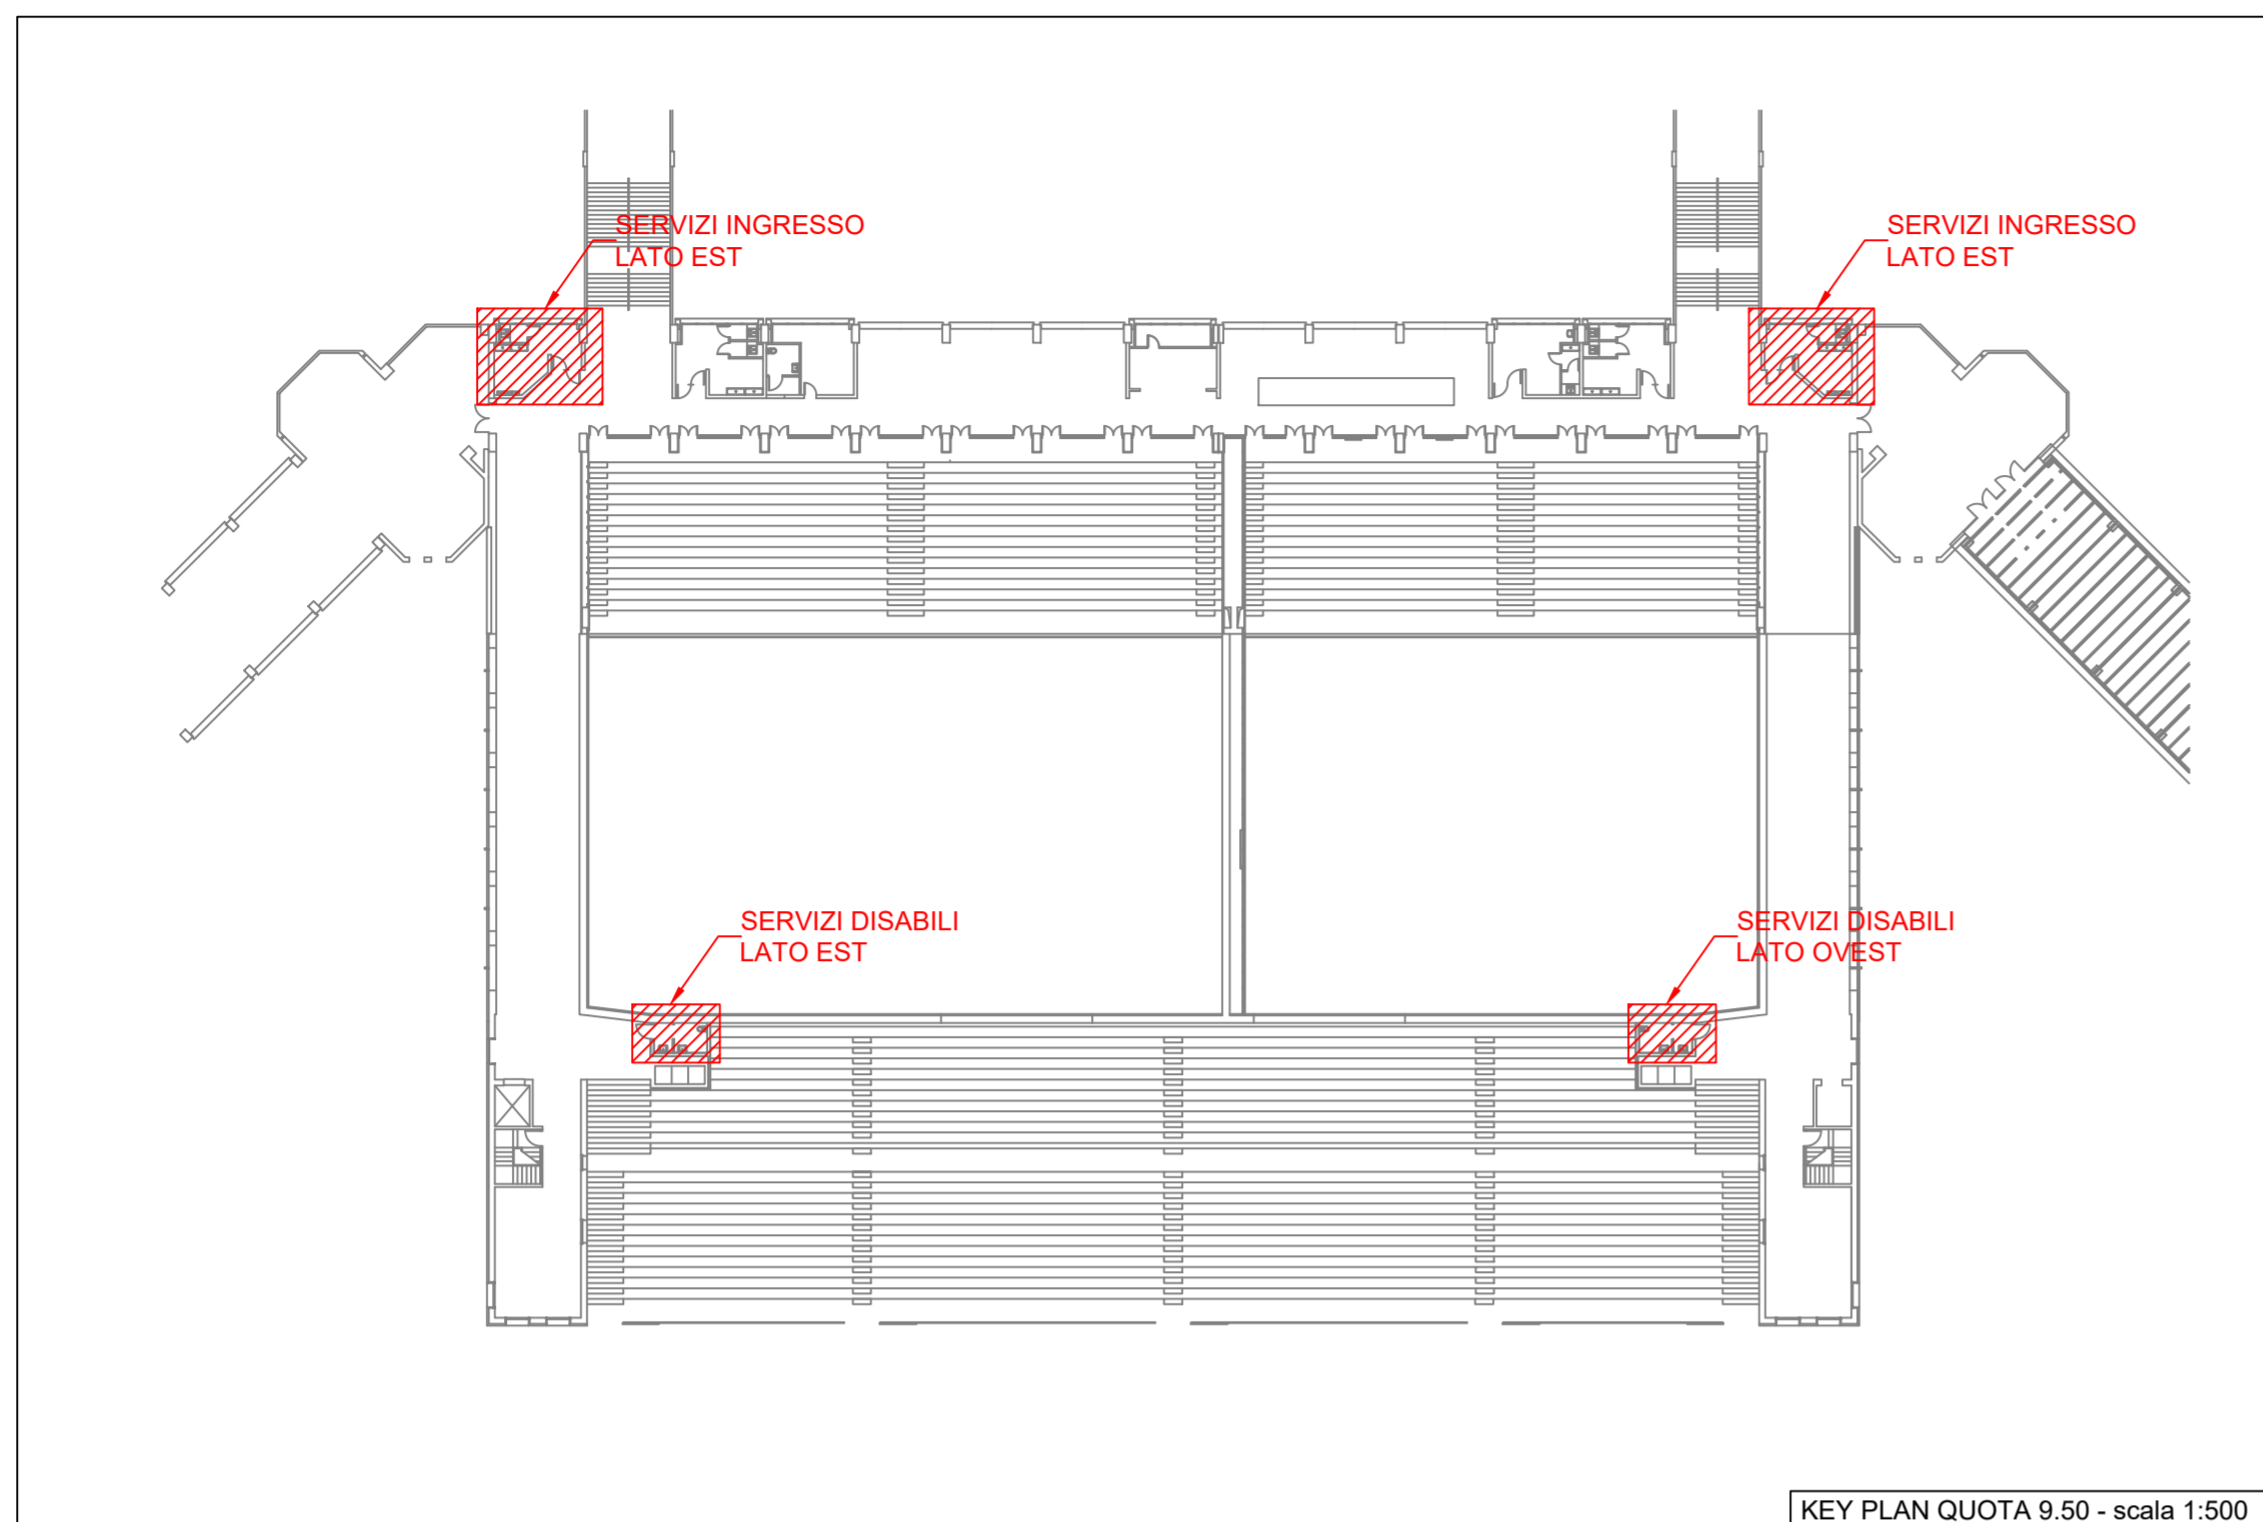 SERVIZI INGRESSO
LATO EST
SERVIZI INGRESSO
LATO EST
SERVIZI DISABILI
LATO EST
SERVIZI DISABILI
LATO OVEST
KEY PLAN QUOTA 9.50 - scala 1:500